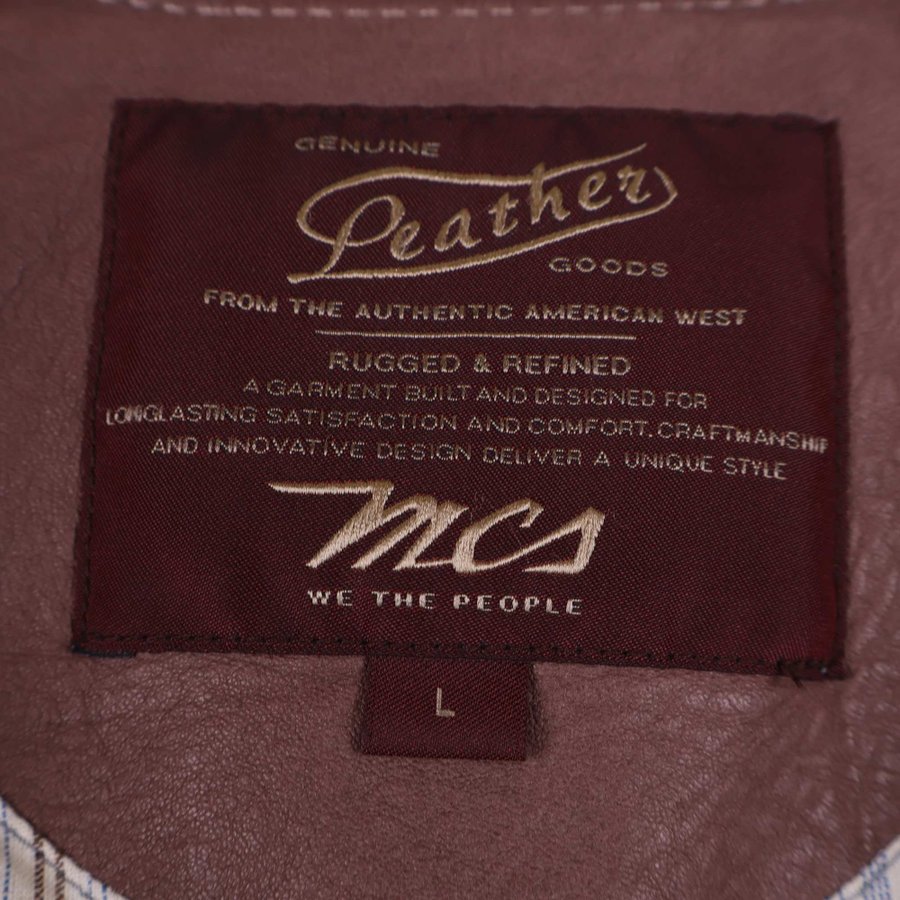 GENUINE
Leather
GOODS
FROM THE AUTHENTIC AMERICAN WEST
RUGGED & REFINED
A GARMENT BUILT AND DESIGNED FOR
LONGLASTING SATISFACTION AND COMFORT. CRAFTMANSHIP
AND INNOVATIVE DESIGN DELIVER A UNIQUE STYLE
mcs
WE THE PEOPLE
L